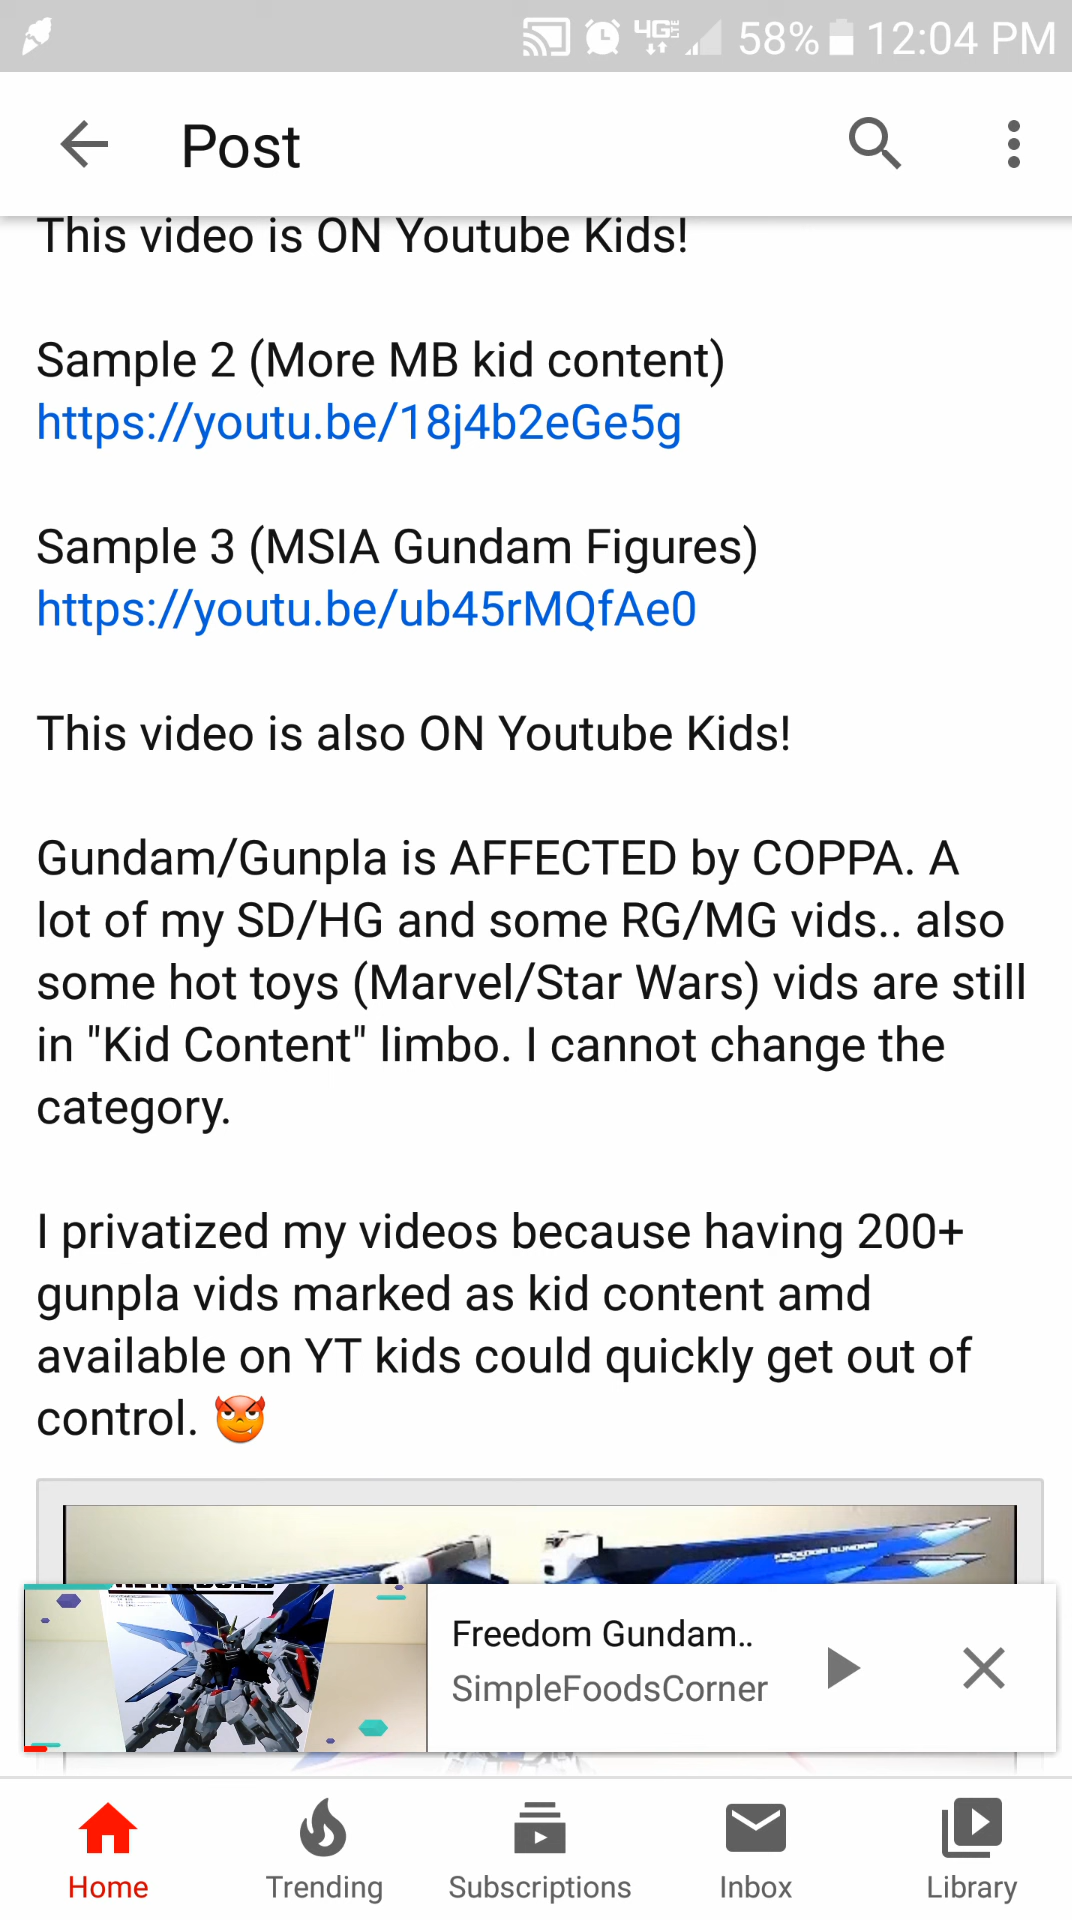 4G LTE 58% 12:04 PM
Post
This video is ON Youtube Kids!
Sample 2 (More MB kid content)
https://youtu.be/18j4b2eGe5g
Sample 3 (MSIA Gundam Figures)
https://youtu.be/ub45rMQfAe0
This video is also ON Youtube Kids!
Gundam/Gunpla is AFFECTED by COPPA. A
lot of my SD/HG and some RG/MG vids.. also
some hot toys (Marvel/Star Wars) vids are still
in "Kid Content" limbo. I cannot change the
category.
I privatized my videos because having 200+
gunpla vids marked as kid content amd
available on YT kids could quickly get out of
control. 😈
FREEDOM GUNDAM
Freedom Gundam..
SimpleFoodsCorner
Home
Trending
Subscriptions
Inbox
Library